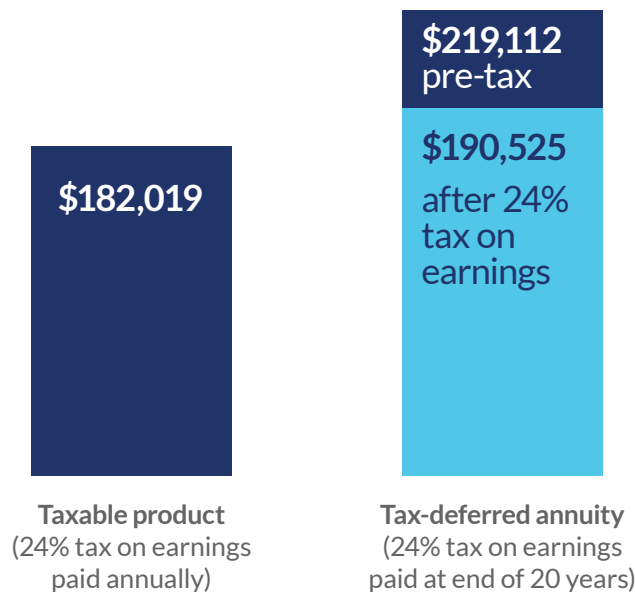 $182,019
Taxable product
(24% tax on earnings
paid annually)
$219,112
pre-tax
$190,525
after 24%
tax on
earnings
Tax-deferred annuity
(24% tax on earnings
paid at end of 20 years)